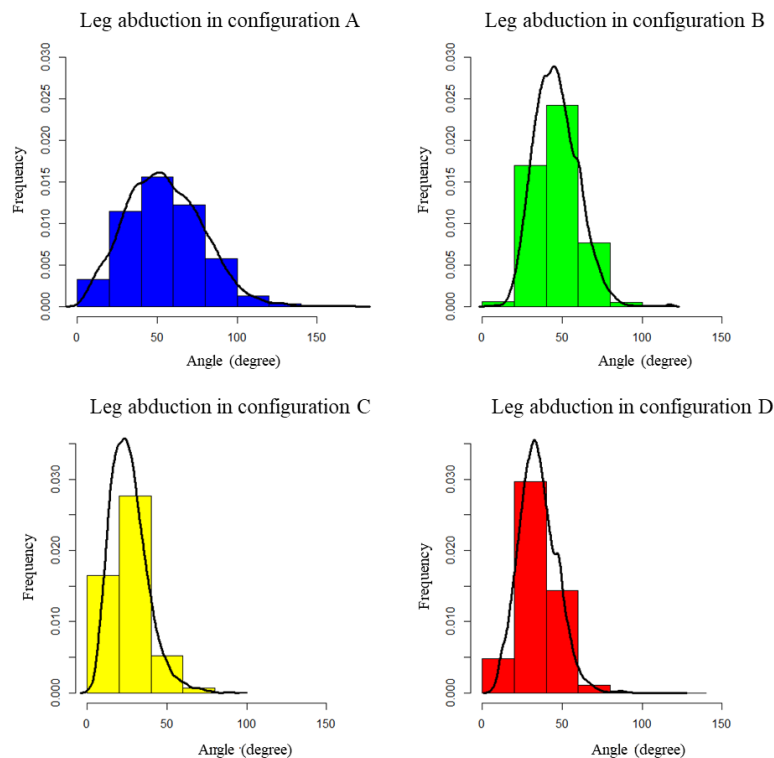 Leg abduction in configuration A
Frequency
0.000 0.005 0.010 0.015 0.020 0.025 0.030
0 50 100 150
Angle (degree)
Leg abduction in configuration B
Frequency
0.000 0.005 0.010 0.015 0.020 0.025 0.030
0 50 100 150
Angle (degree)
Leg abduction in configuration C
Frequency
0.000 0.010 0.020 0.030
0 50 100 150
Angle (degree)
Leg abduction in configuration D
Frequency
0.000 0.010 0.020 0.030
0 50 100 150
Angle (degree)